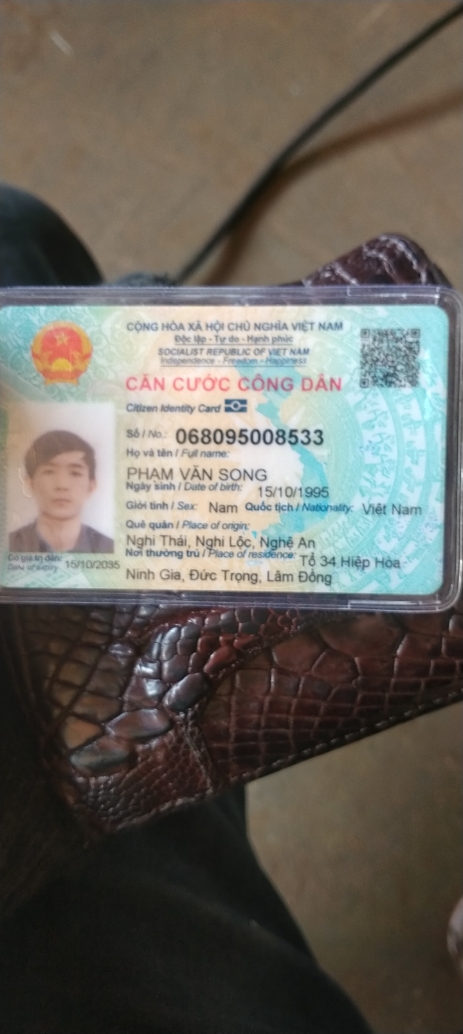 CỘNG HÒA XÃ HỘI CHỦ NGHĨA VIỆT NAM
Độc lập - Tự do - Hạnh phúc
SOCIALIST REPUBLIC OF VIET NAM
Independence - Freedom - Happiness
CĂN CƯỚC CÔNG DÂN
Citizen Identity Card
Số / No.: 068095008533
Họ và tên / Full name:
PHẠM VĂN SONG
Ngày sinh / Date of birth: 15/10/1995
Giới tính / Sex: Nam Quốc tịch / Nationality: Việt Nam
Quê quán / Place of origin:
Nghi Thái, Nghi Lộc, Nghệ An
Nơi thường trú / Place of residence: Tổ 34 Hiệp Hòa
Ninh Gia, Đức Trọng, Lâm Đồng
Có giá trị đến: 15/10/2035
Date of expiry